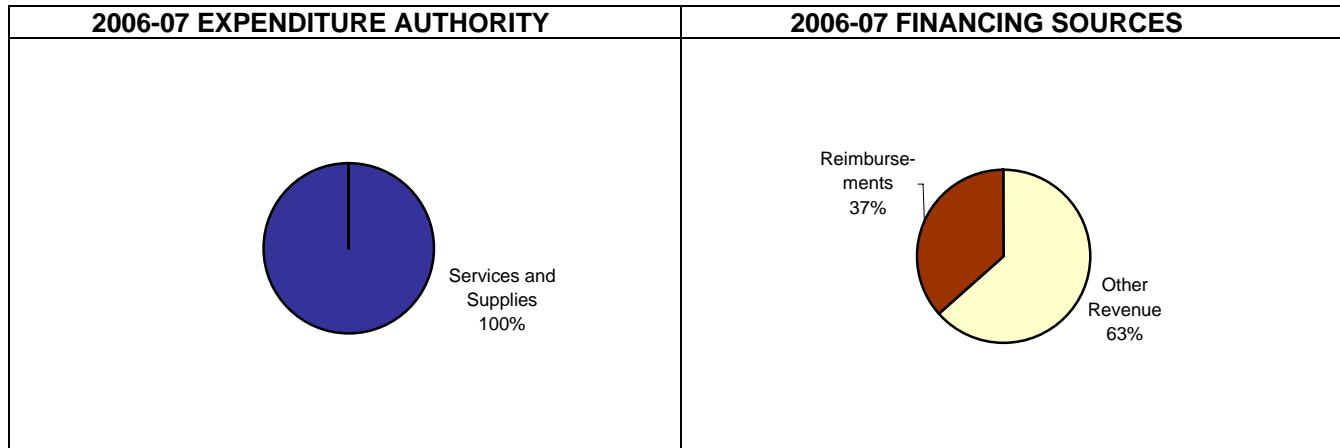 2006-07 EXPENDITURE AUTHORITY
2006-07 FINANCING SOURCES
Services and
Supplies
100%
Reimburse-
ments
37%
Other
Revenue
63%